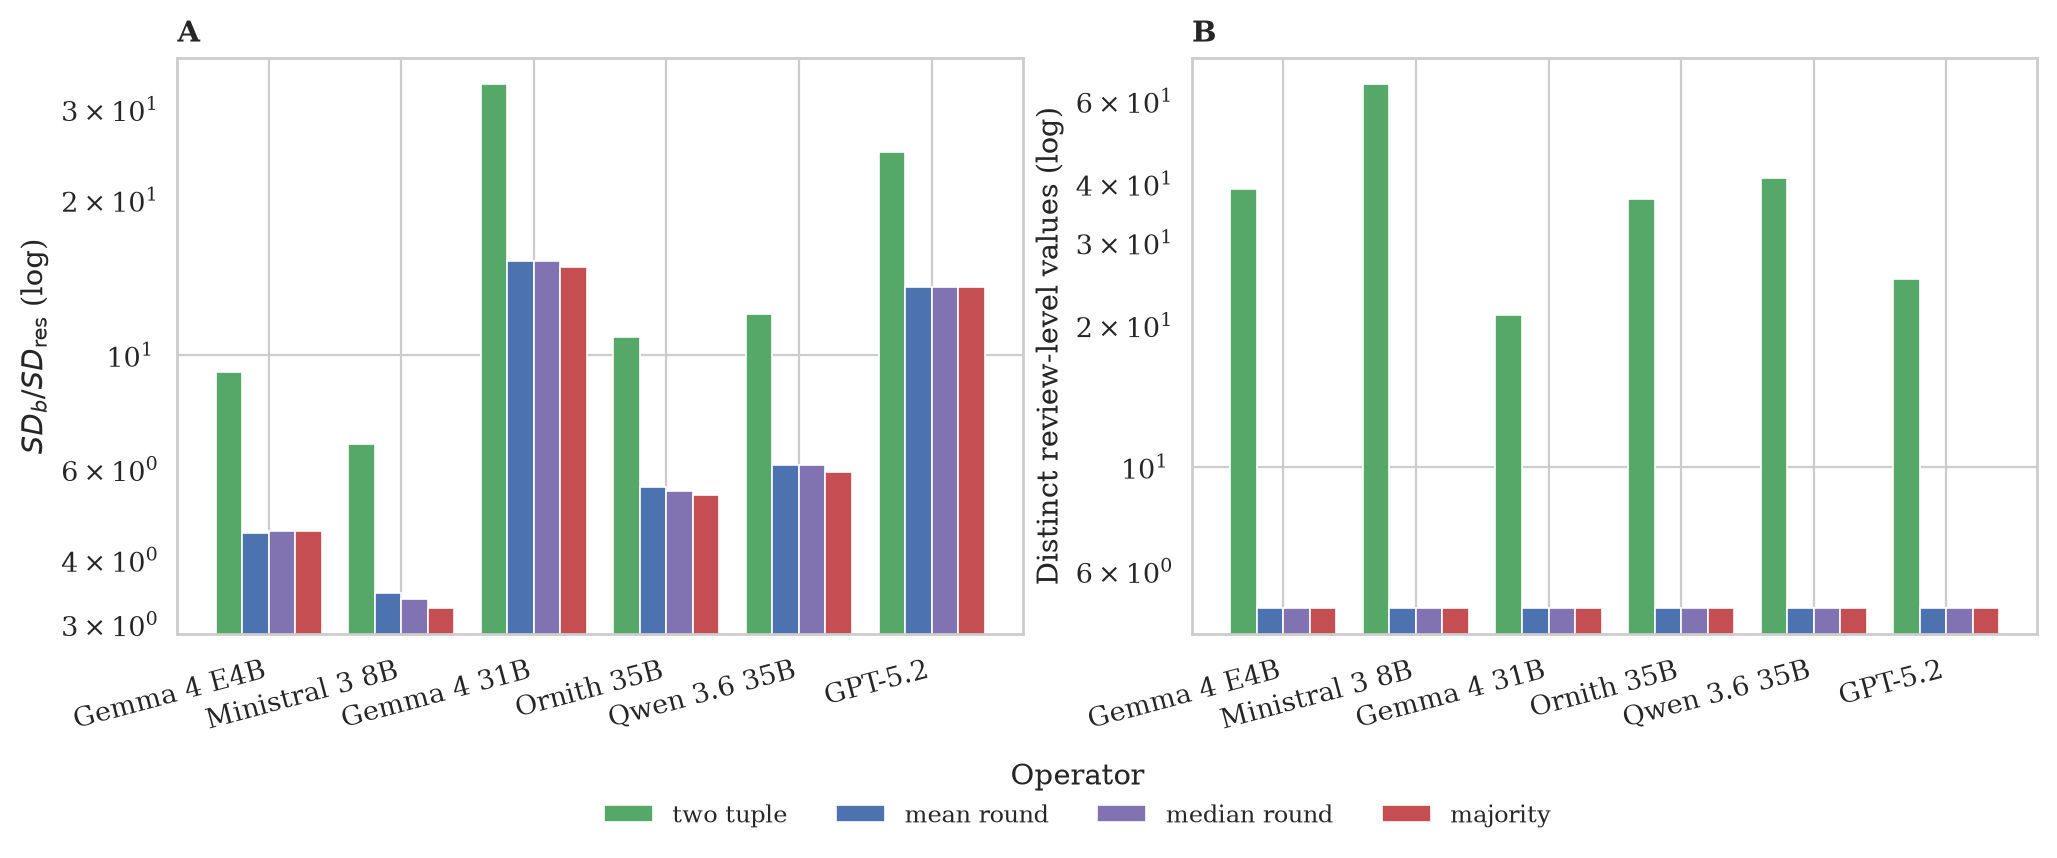 A
SD_b/SD_res (log)
3 × 10^1
2 × 10^1
10^1
6 × 10^0
4 × 10^0
3 × 10^0
Gemma 4 E4B
Ministral 3 8B
Gemma 4 31B
Ornith 35B
Qwen 3.6 35B
GPT-5.2
B
Distinct review-level values (log)
6 × 10^1
4 × 10^1
3 × 10^1
2 × 10^1
10^1
6 × 10^0
Gemma 4 E4B
Ministral 3 8B
Gemma 4 31B
Ornith 35B
Qwen 3.6 35B
GPT-5.2
Operator
two tuple
mean round
median round
majority